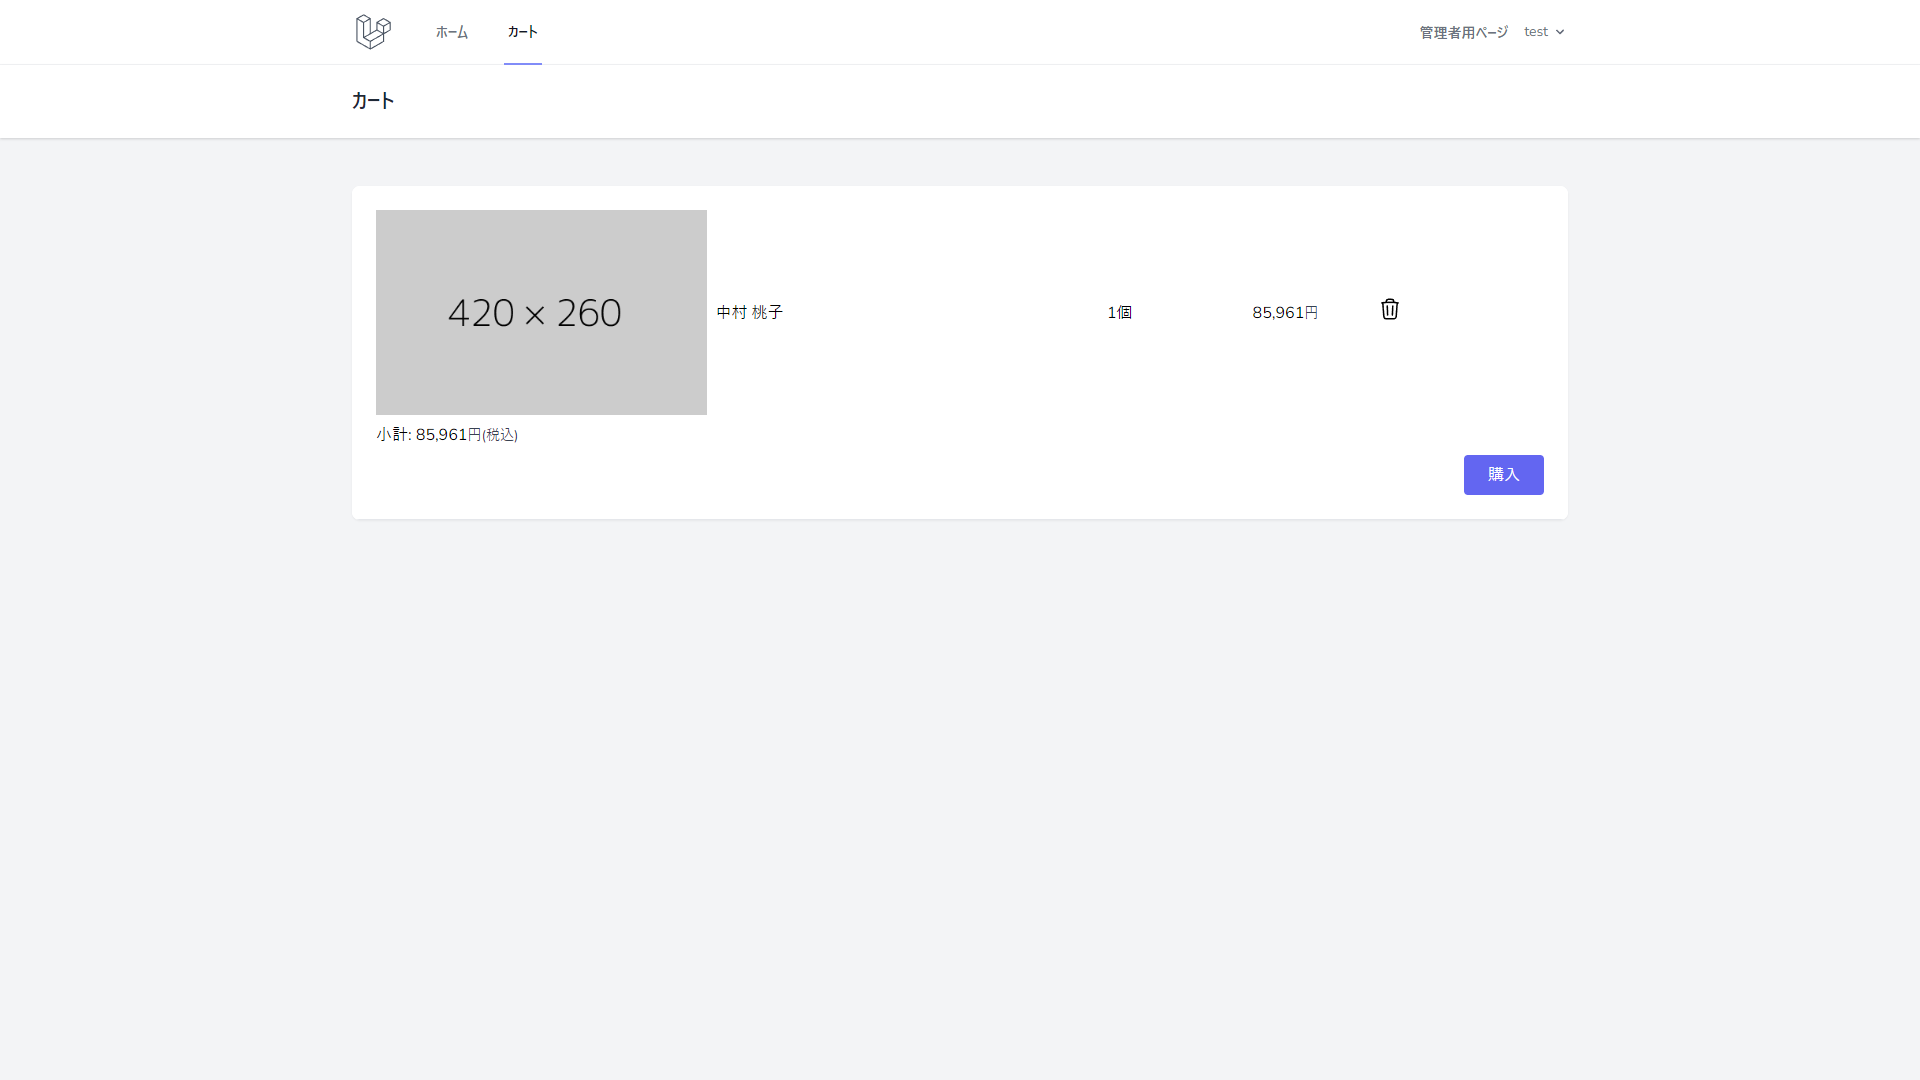 ホーム カート 管理者用ページ test
カート
420 × 260
中村 桃子 1個 85,961円
小計: 85,961円(税込)
購入